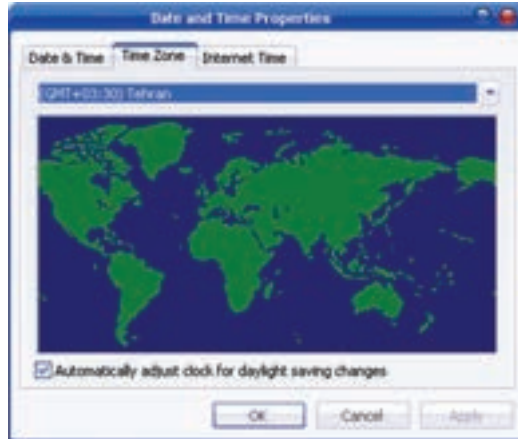 Date and Time Properties
Date & Time
Time Zone
Internet Time
(GMT+03:30) Tehran
Automatically adjust clock for daylight saving changes
OK
Cancel
Apply